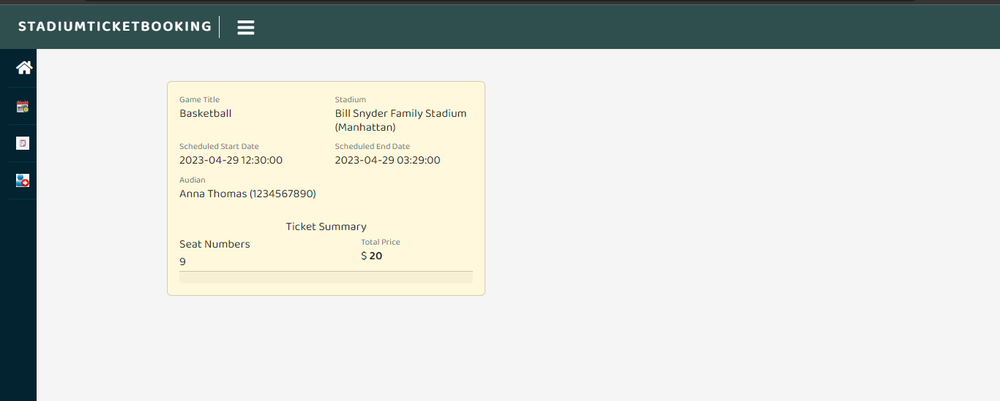 STADIUMTICKETBOOKING
Game Title
Basketball
Stadium
Bill Snyder Family Stadium
(Manhattan)
Scheduled Start Date
2023-04-29 12:30:00
Scheduled End Date
2023-04-29 03:29:00
Audian
Anna Thomas (1234567890)
Ticket Summary
Seat Numbers
9
Total Price
$ 20